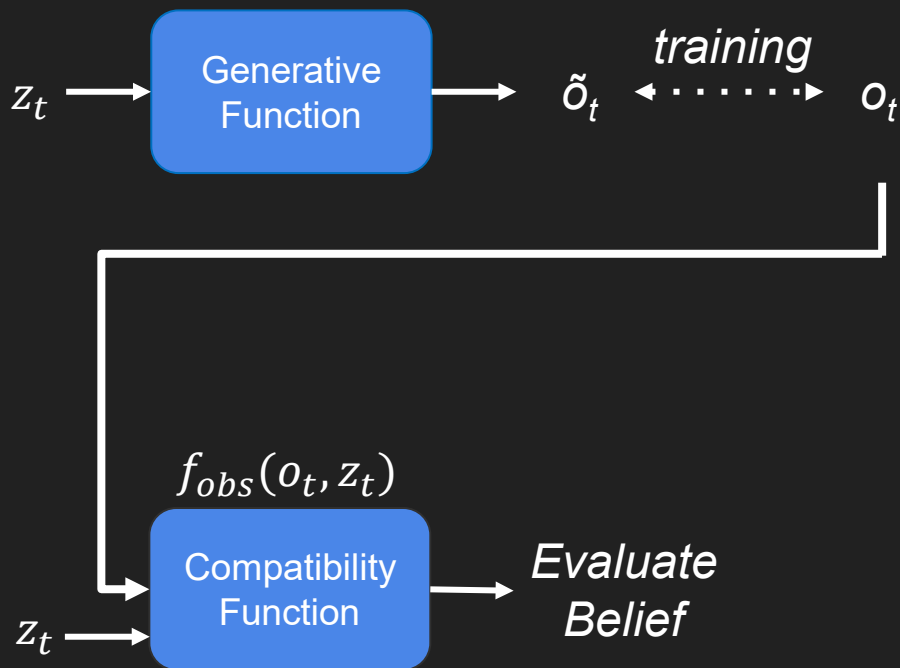 z_t
Generative
Function
õ_t
training
o_t
f_obs(o_t, z_t)
Compatibility
Function
Evaluate
Belief
z_t